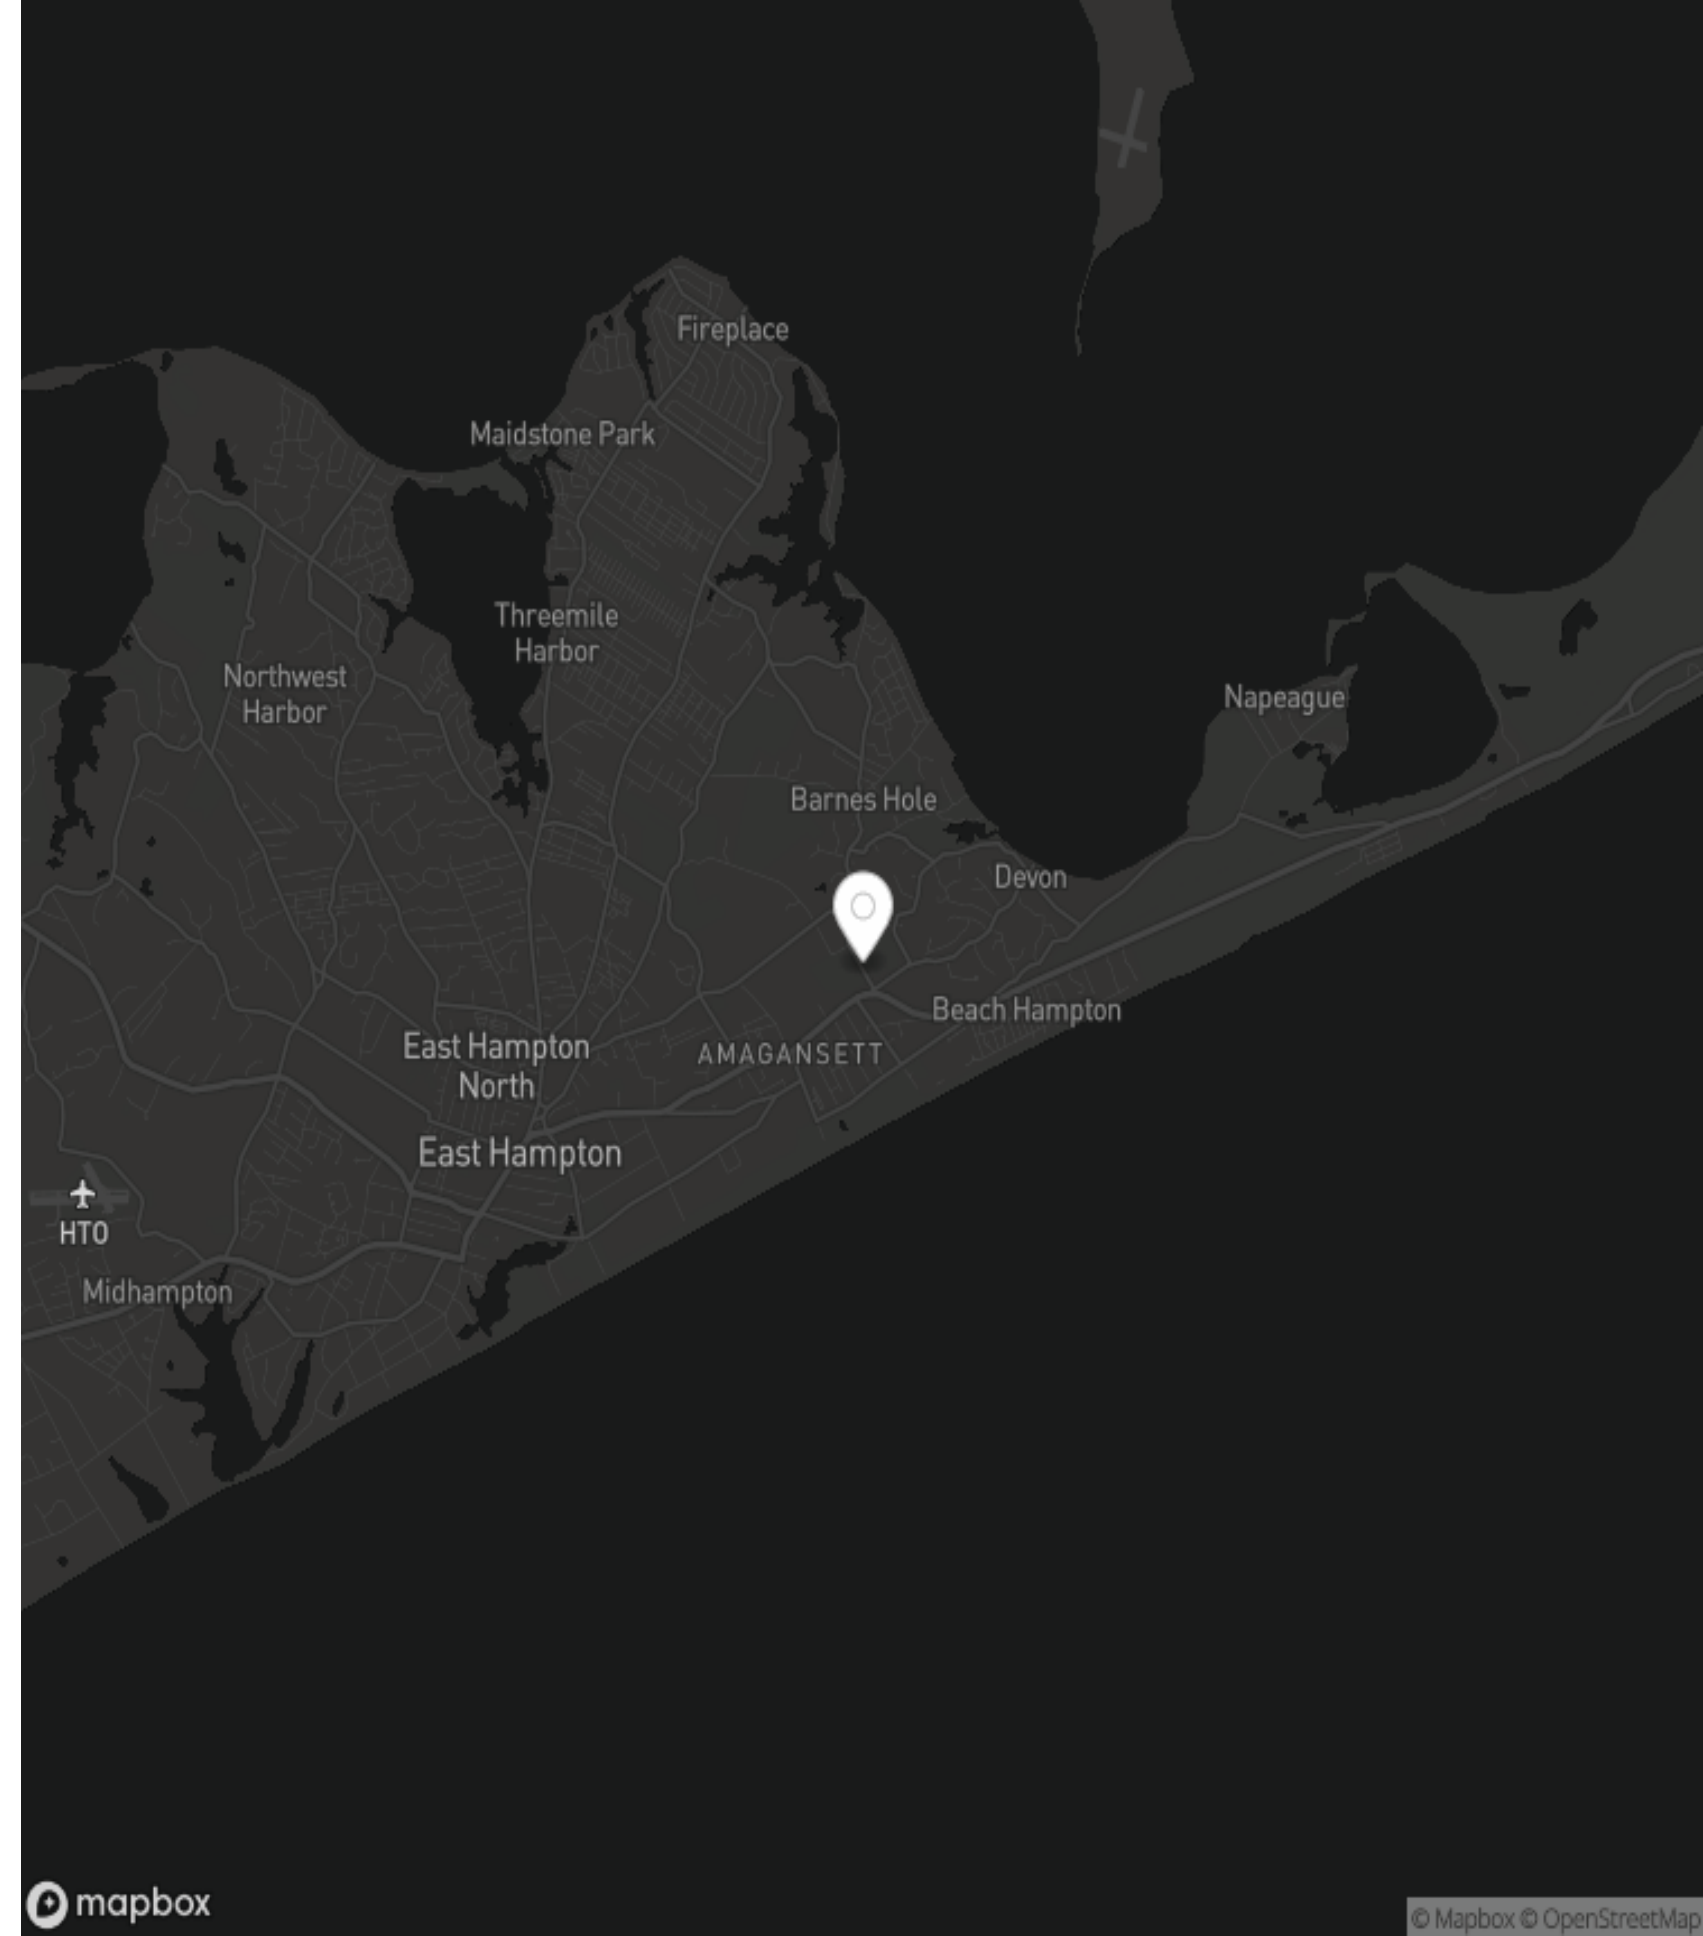 Fireplace
Maidstone Park
Threemile
Harbor
Northwest
Harbor
Napeague
Barnes Hole
Devon
Beach Hampton
East Hampton
North
AMAGANSETT
East Hampton
HTO
Midhampton
mapbox
© Mapbox © OpenStreetMap